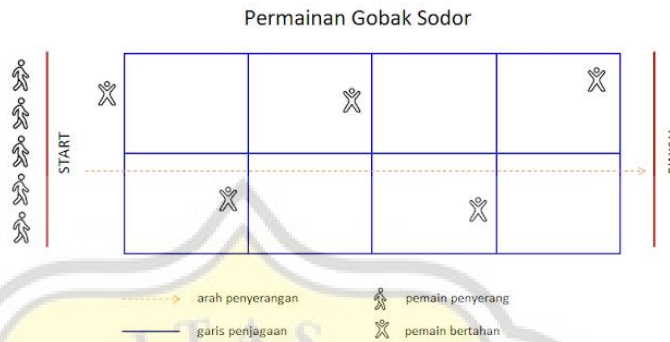 Permainan Gobak Sodor
START
arah penyerangan
pemain penyerang
garis penjagaan
pemain bertahan